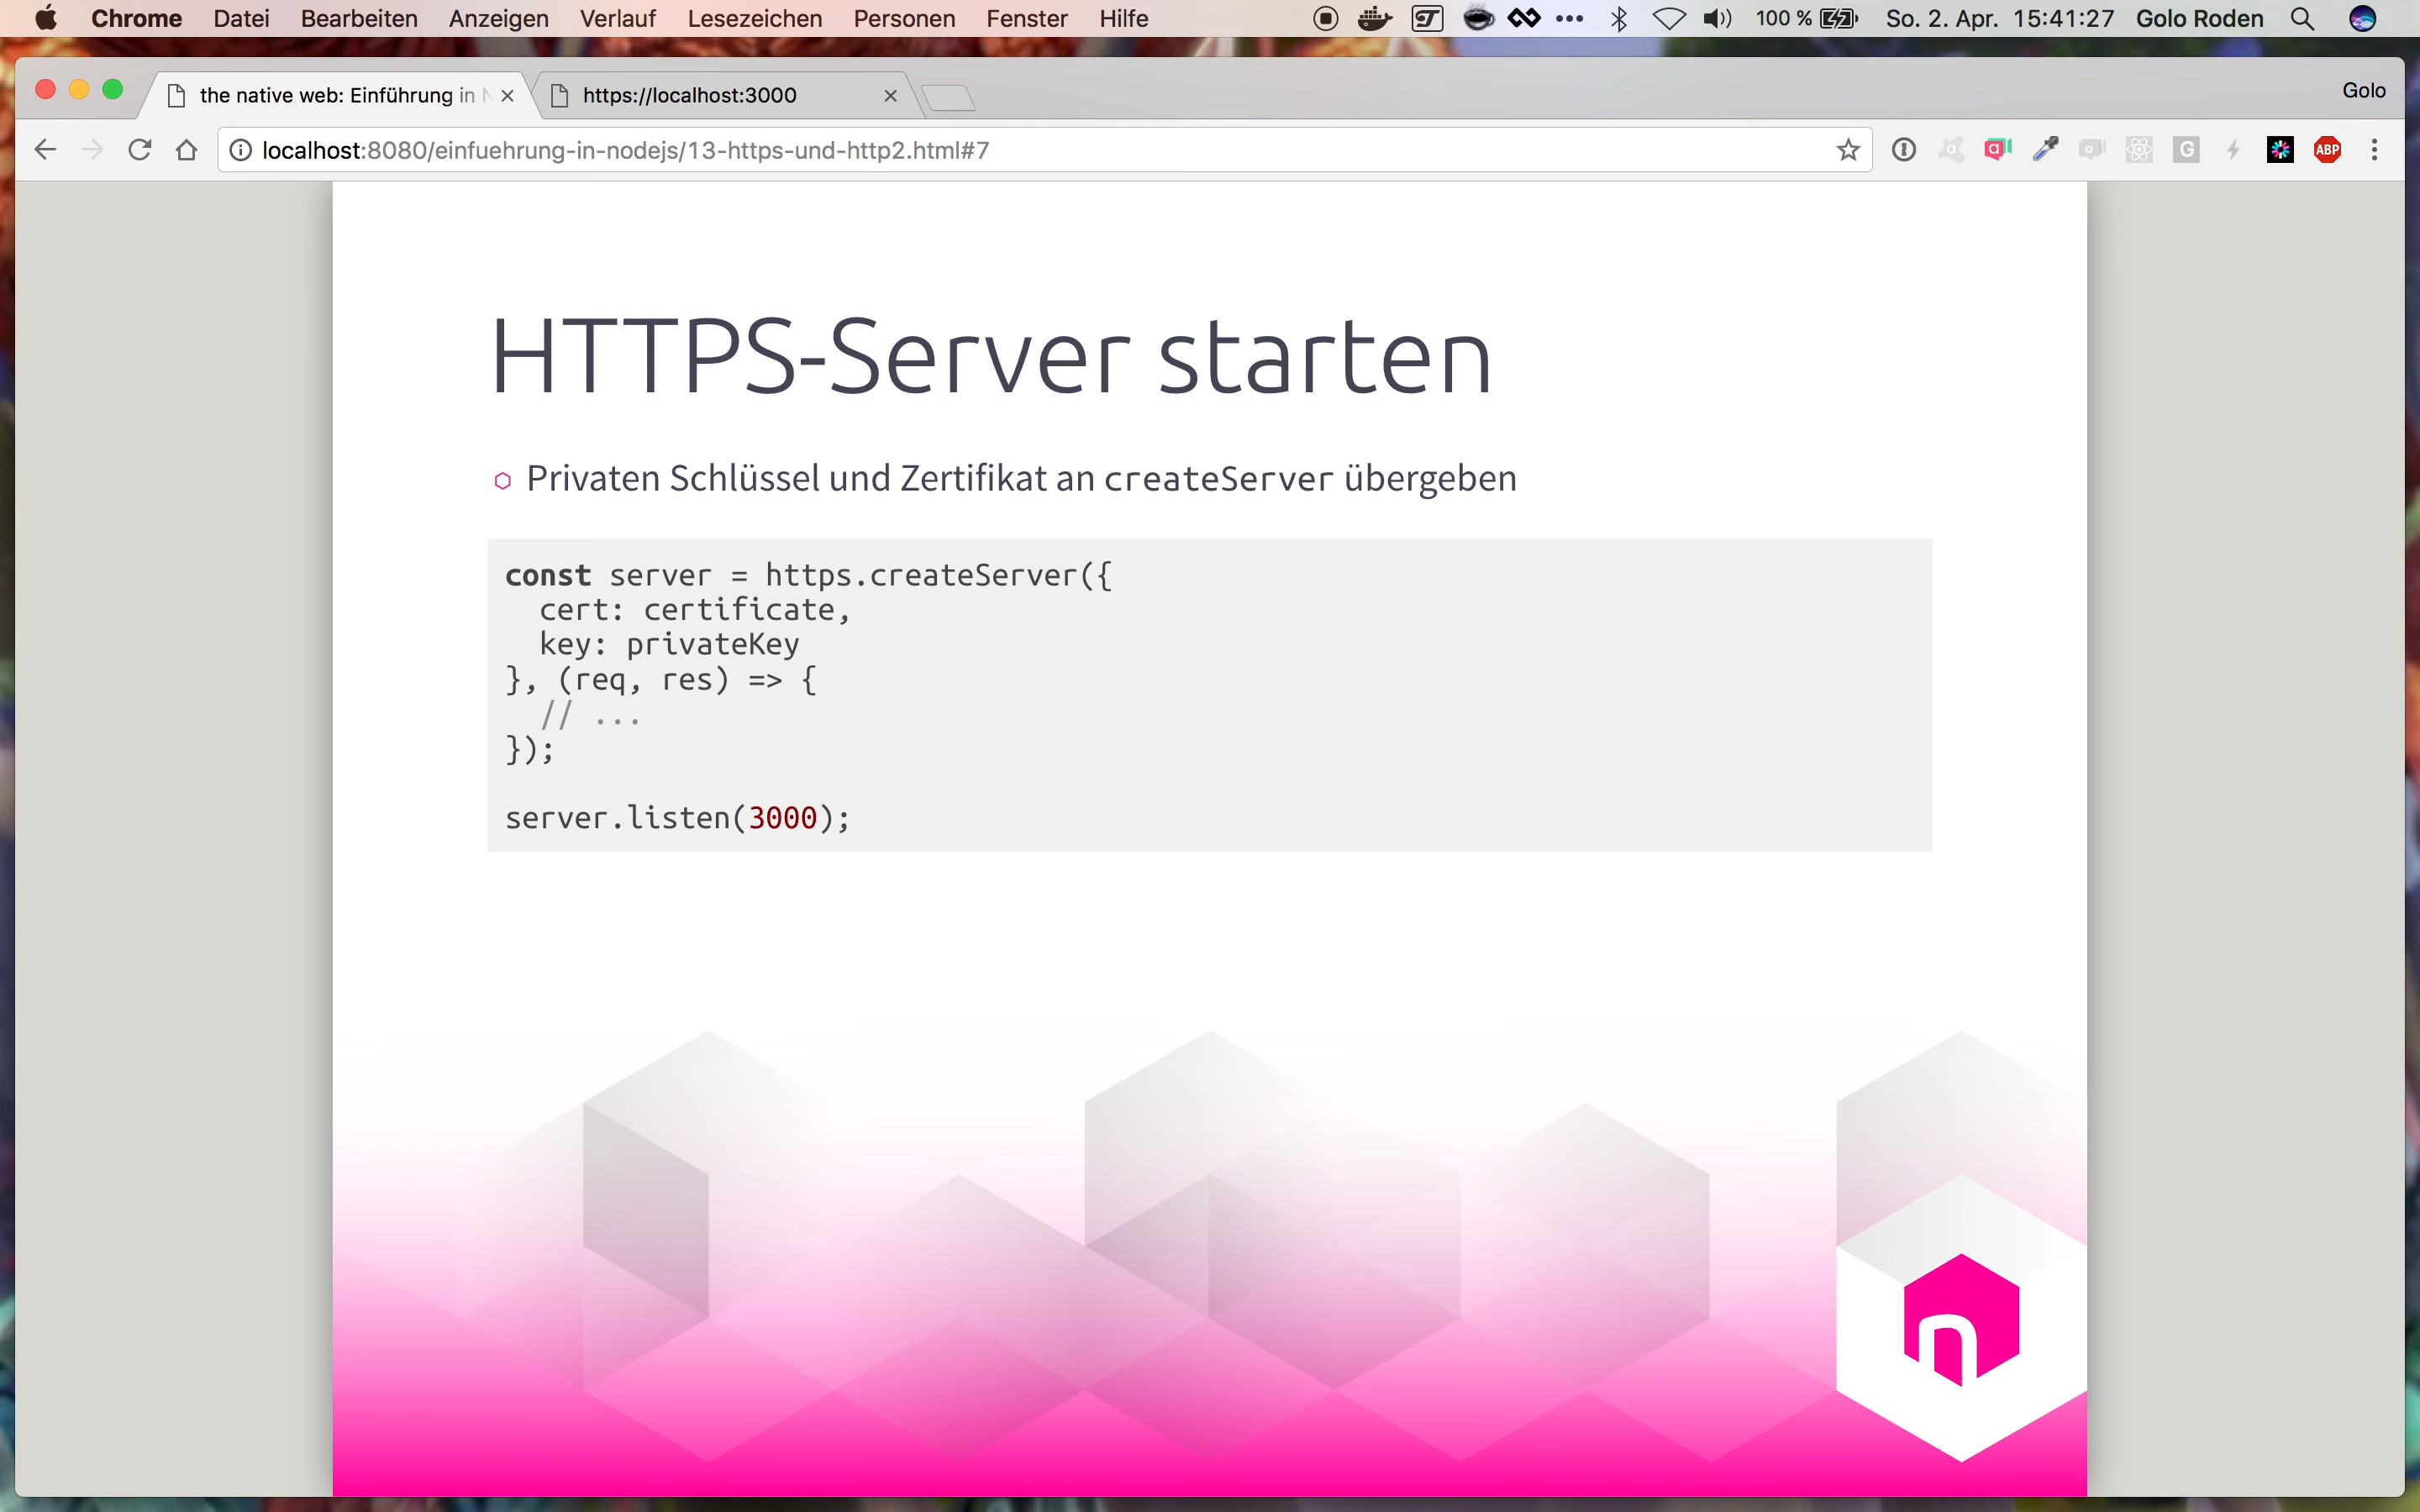 Chrome Datei Bearbeiten Anzeigen Verlauf Lesezeichen Personen Fenster Hilfe 100 % So. 2. Apr. 15:41:27 Golo Roden
the native web: Einführung in https://localhost:3000 Golo
localhost:8080/einfuehrung-in-nodejs/13-https-und-http2.html#7 a a a G ABP
HTTPS-Server starten
Privaten Schlüssel und Zertifikat an createServer übergeben
const server = https.createServer({
  cert: certificate,
  key: privateKey
}, (req, res) => {
  // ...
});
server.listen(3000);
n